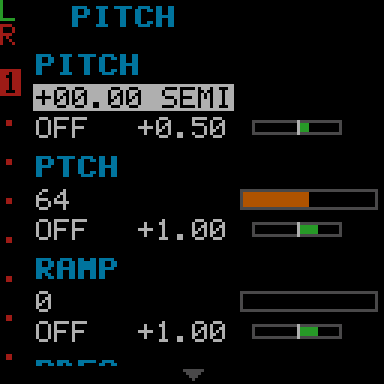 L
PITCH
R
PITCH
1
+00.00 SEMI
OFF +0.50
PTCH
64
OFF +1.00
RAMP
0
OFF +1.00